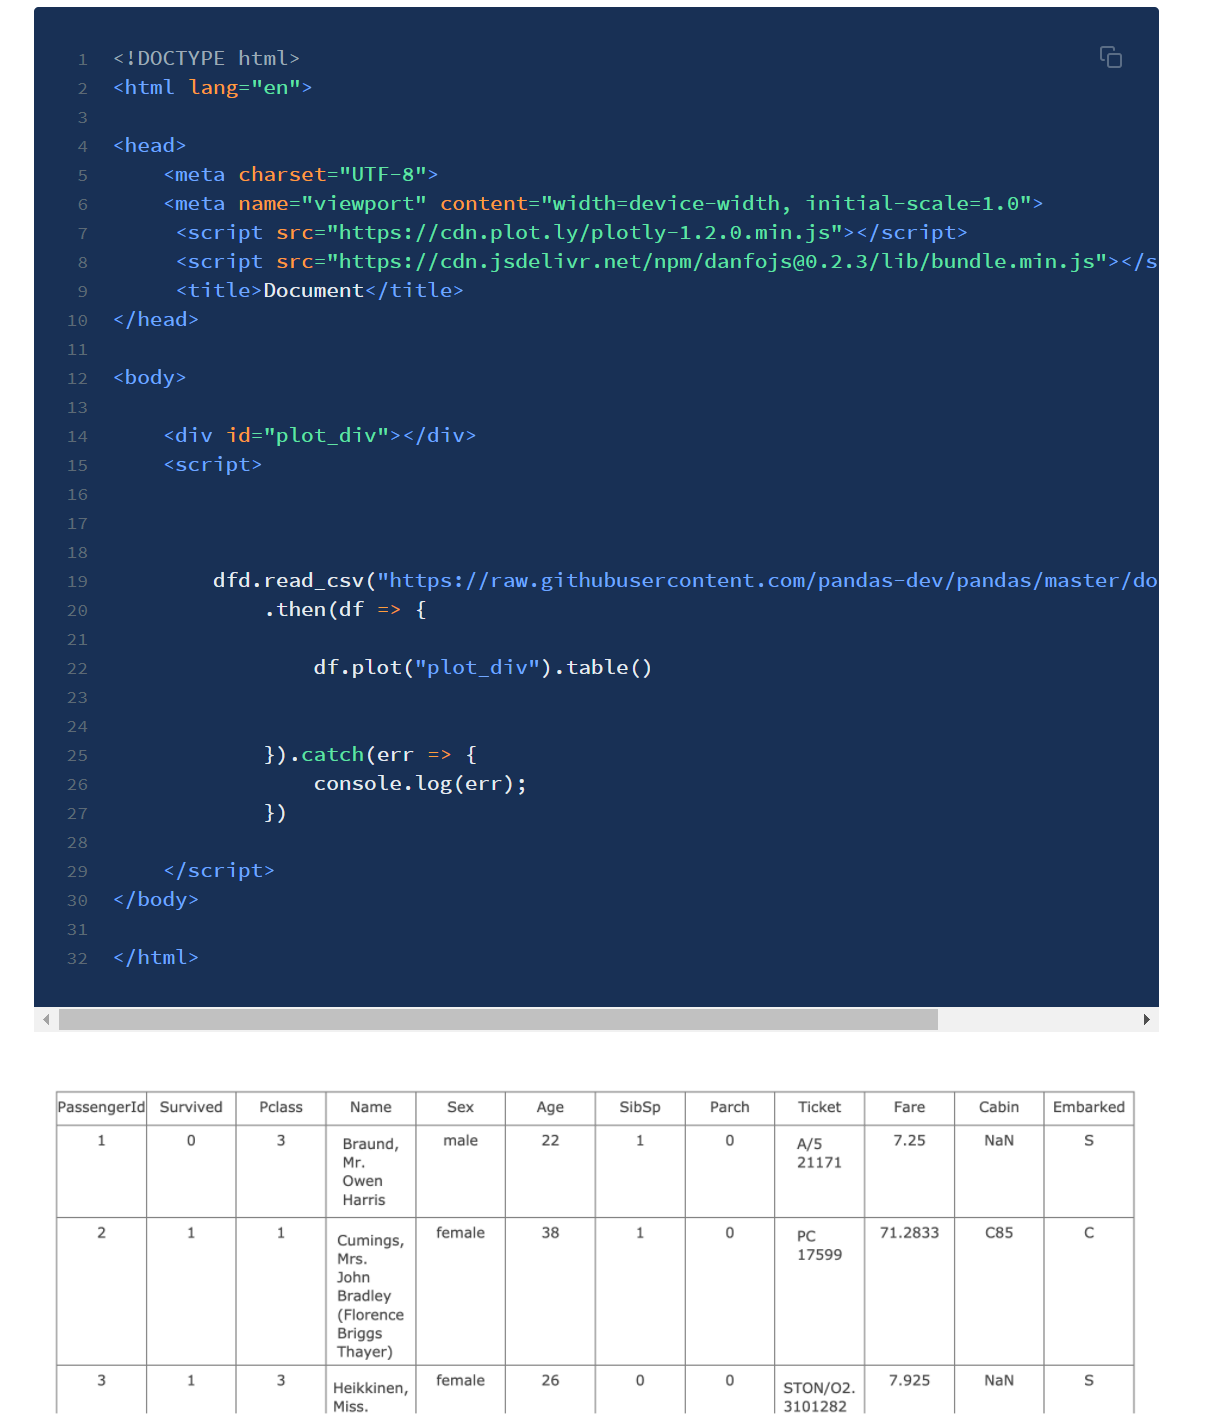 1 <!DOCTYPE html>
2 <html lang="en">
3
4 <head>
5     <meta charset="UTF-8">
6     <meta name="viewport" content="width=device-width, initial-scale=1.0">
7      <script src="https://cdn.plot.ly/plotly-1.2.0.min.js"></script>
8      <script src="https://cdn.jsdelivr.net/npm/danfojs@0.2.3/lib/bundle.min.js"></s
9      <title>Document</title>
10 </head>
11
12 <body>
13
14     <div id="plot_div"></div>
15     <script>
16
17
18
19         dfd.read_csv("https://raw.githubusercontent.com/pandas-dev/pandas/master/do
20             .then(df => {
21
22                 df.plot("plot_div").table()
23
24
25             }).catch(err => {
26                 console.log(err);
27             })
28
29     </script>
30 </body>
31
32 </html>
PassengerId Survived Pclass Name Sex Age SibSp Parch Ticket Fare Cabin Embarked
1 0 3 Braund, male 22 1 0 A/5 7.25 NaN S
Mr. 21171
Owen
Harris
2 1 1 Cumings, female 38 1 0 PC 71.2833 C85 C
Mrs. 17599
John
Bradley
(Florence
Briggs
Thayer)
3 1 3 Heikkinen, female 26 0 0 STON/O2. 7.925 NaN S
Miss. 3101282